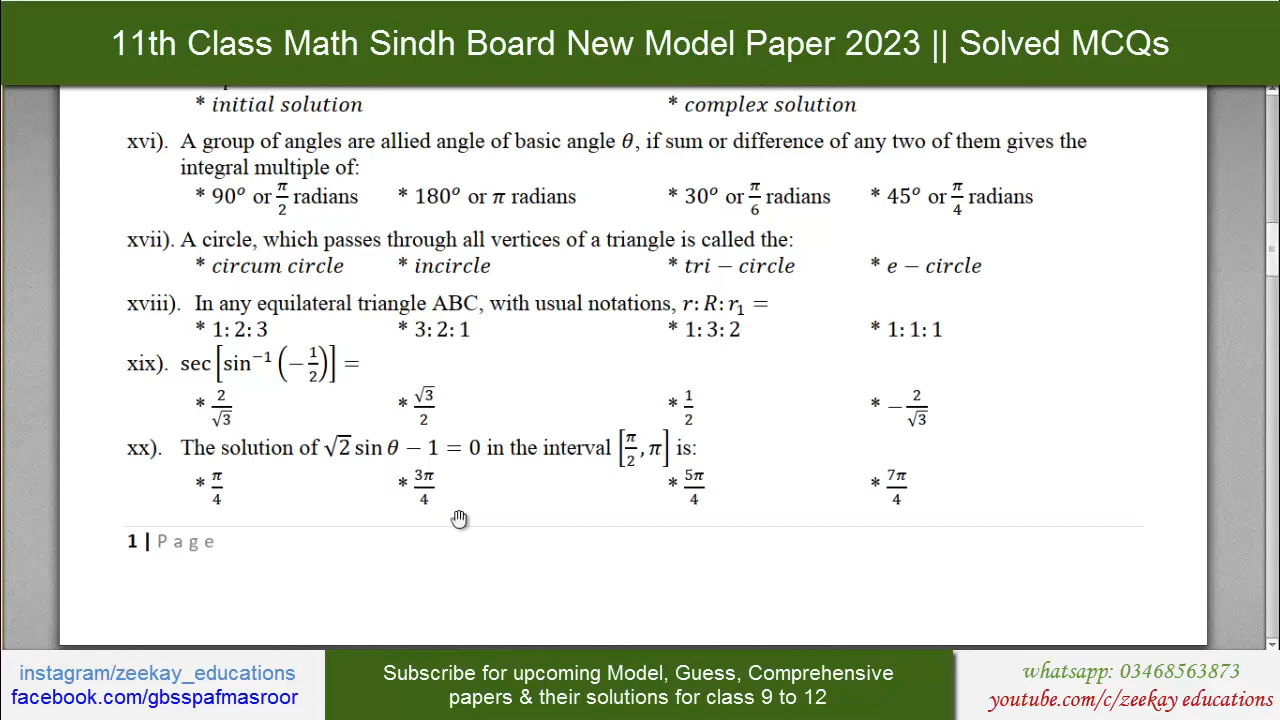 11th Class Math Sindh Board New Model Paper 2023 || Solved MCQs
* initial solution * complex solution
xvi). A group of angles are allied angle of basic angle θ, if sum or difference of any two of them gives the
integral multiple of:
* 90° or π/2 radians * 180° or π radians * 30° or π/6 radians * 45° or π/4 radians
xvii). A circle, which passes through all vertices of a triangle is called the:
* circum circle * incircle * tri − circle * e − circle
xviii). In any equilateral triangle ABC, with usual notations, r: R: r₁ =
* 1: 2: 3 * 3: 2: 1 * 1: 3: 2 * 1: 1: 1
xix). sec [sin⁻¹ (−1/2)] =
* 2/√3 * √3/2 * 1/2 * −2/√3
xx). The solution of √2 sin θ − 1 = 0 in the interval [π/2, π] is:
* π/4 * 3π/4 * 5π/4 * 7π/4
1 | Page
instagram/zeekay_educations
facebook.com/gbsspafmasroor
Subscribe for upcoming Model, Guess, Comprehensive
papers & their solutions for class 9 to 12
whatsapp: 03468563873
youtube.com/c/zeekay educations